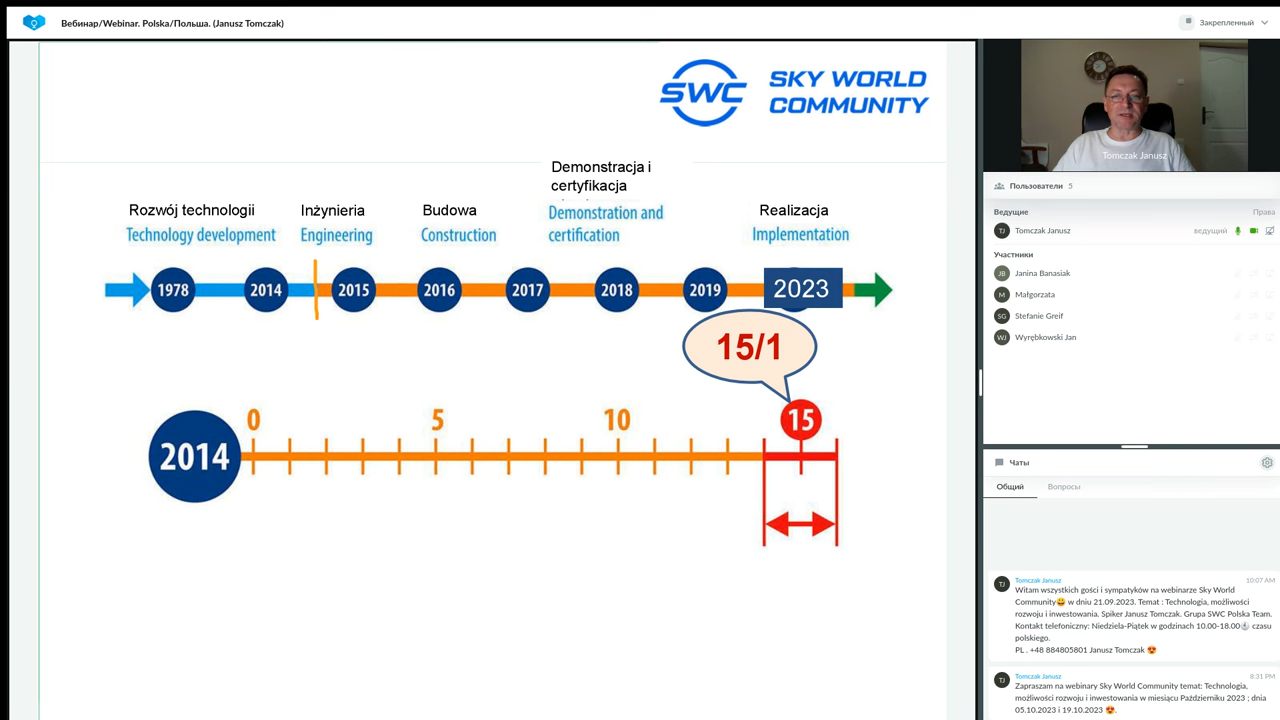 Вебинар/Webinar. Polska/Польша. (Janusz Tomczak)
Закрепленный
SWC
SKY WORLD
COMMUNITY
Demonstracja i
certyfikacja
Rozwój technologii
Inżynieria
Budowa
Realizacja
Technology development
Engineering
Construction
Demonstration and
certification
Implementation
1978
2014
2015
2016
2017
2018
2019
2023
15/1
0
5
10
15
2014
Tomczak Janusz
Пользователи 5
Ведущие
Права
TJ
Tomczak Janusz
ведущий
Участники
JB
Janina Banasiak
M
Małgorzata
SG
Stefanie Greif
WJ
Wyrębkowski Jan
Чаты
Общий
Вопросы
TJ
Tomczak Janusz
10:07 AM
Witam wszystkich gości i sympatyków na webinarze Sky World
Community😀 w dniu 21.09.2023. Temat : Technologia, możliwości
rozwoju i inwestowania. Spiker Janusz Tomczak. Grupa SWC Polska Team.
Kontakt telefoniczny: Niedziela-Piątek w godzinach 10.00-18.00 czasu
polskiego.
PL . +48 884805801 Janusz Tomczak 😍
TJ
Tomczak Janusz
8:31 PM
Zapraszam na webinary Sky World Community temat: Technologia,
możliwości rozwoju i inwestowania w miesiącu Październiku 2023 ; dnia
05.10.2023 i 19.10.2023 😍.